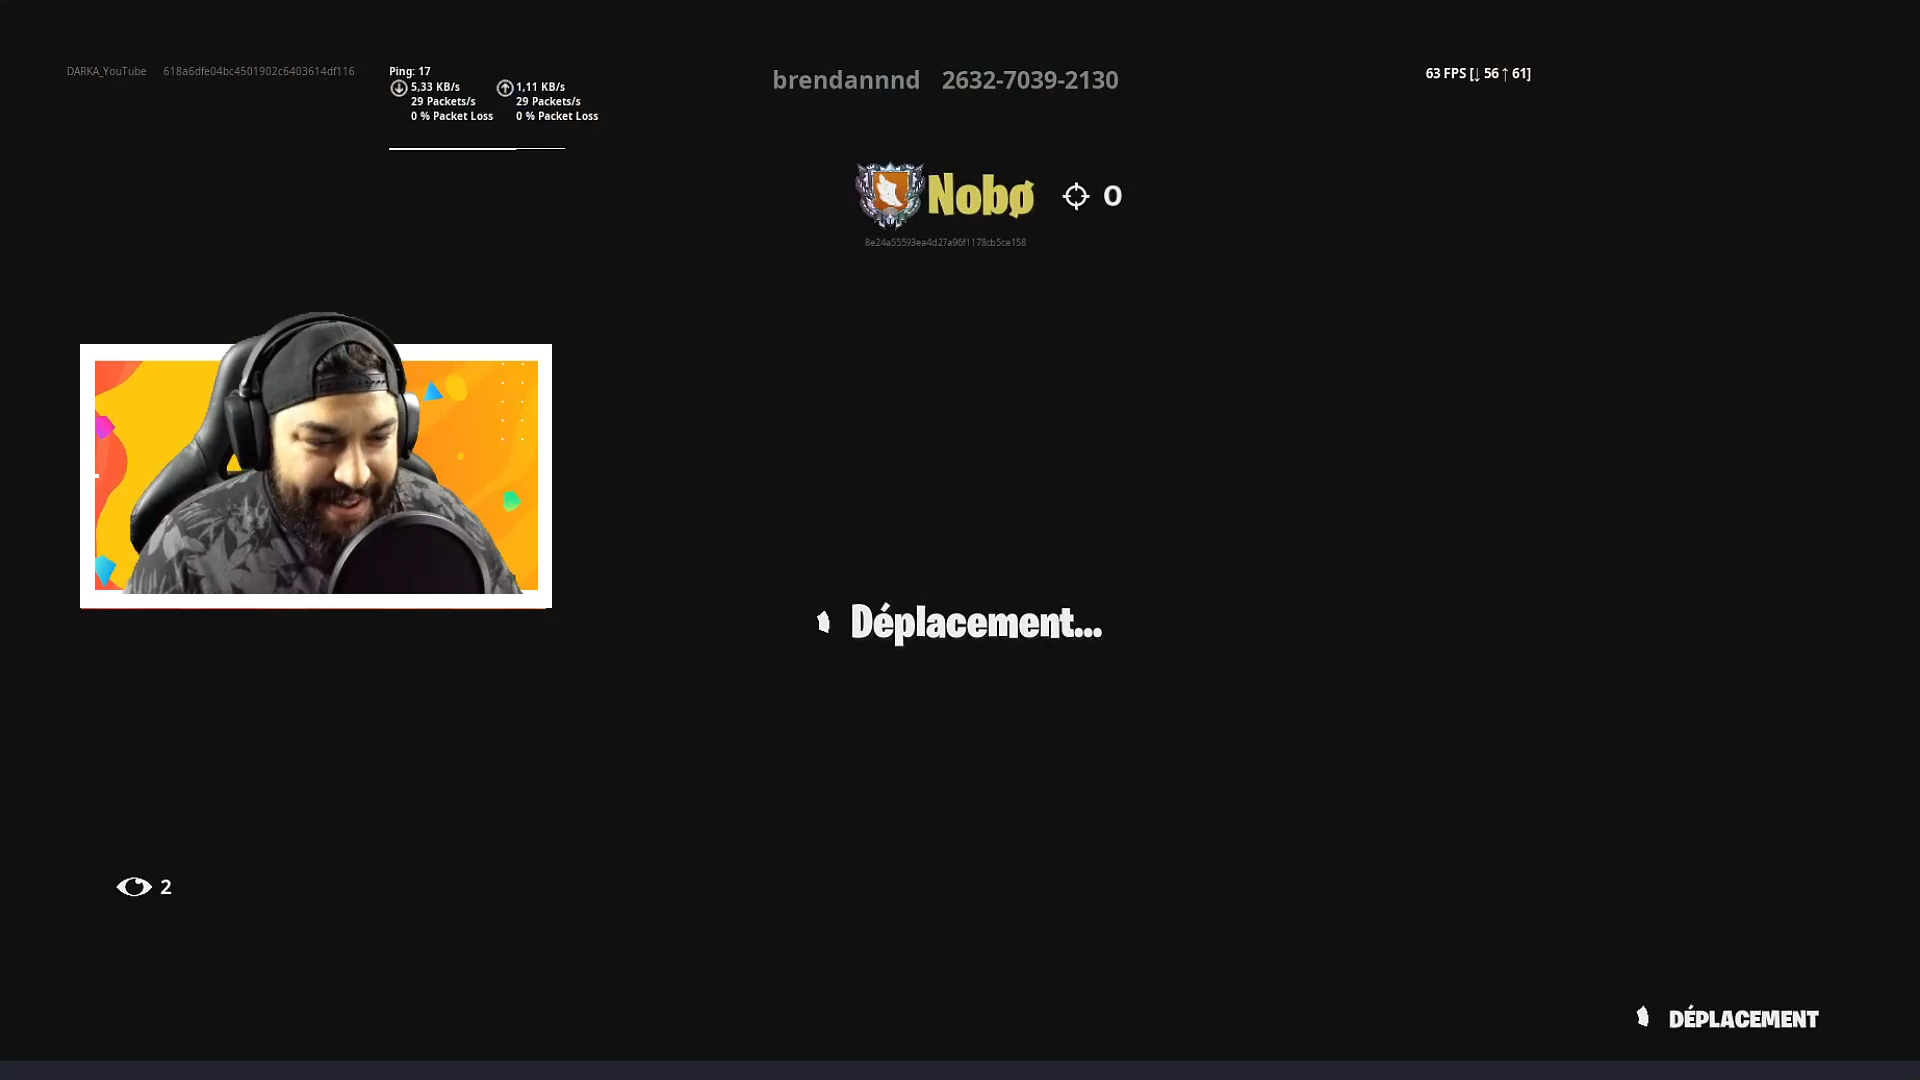 DARKA_YouTube 618a6dfe04bc4501902c6403614df116
Ping: 17
5,33 KB/s 1,11 KB/s
29 Packets/s 29 Packets/s
0 % Packet Loss 0 % Packet Loss
brendannnd 2632-7039-2130
63 FPS [↓ 56 ↑ 61]
Nobø 0
8e24a55593ea4d27a96f1178cb5ce158
Déplacement...
2
DÉPLACEMENT